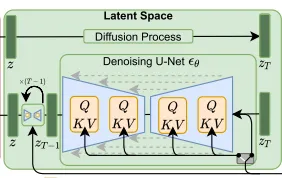 Latent Space
Diffusion Process
z
z_T
Denoising U-Net ϵ_θ
×(T−1)
Q
K,V
Q
K,V
Q
K,V
Q
K,V
z
z_{T−1}
z_T